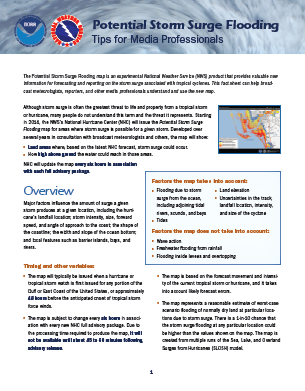 Potential Storm Surge Flooding
Tips for Media Professionals
The Potential Storm Surge Flooding map is an experimental National Weather Service (NWS) product that provides valuable new
information for forecasting and reporting on the storm surge associated with tropical cyclones. This fact sheet can help broad-
cast meteorologists, reporters, and other media professionals understand and use the new map.
Although storm surge is often the greatest threat to life and property from a tropical storm
or hurricane, many people do not understand this term and the threat it represents. Starting
in 2014, the NWS's National Hurricane Center (NHC) will issue the Potential Storm Surge
Flooding map for areas where storm surge is possible for a given storm. Developed over
several years in consultation with broadcast meteorologists and others, the map will show:
• Land areas where, based on the latest NHC forecast, storm surge could occur.
• How high above ground the water could reach in those areas.
NHC will update the map every six hours in association
with each full advisory package.
Overview
Major factors influence the amount of surge a given
storm produces at a given location, including the hurri-
cane's landfall location; storm intensity, size, forward
speed, and angle of approach to the coast; the shape of
the coastline; the width and slope of the ocean bottom;
and local features such as barrier islands, bays, and
rivers.
Factors the map takes into account:
• Flooding due to storm
surge from the ocean,
including adjoining tidal
rivers, sounds, and bays
• Tides
• Land elevation
• Uncertainties in the track,
landfall location, intensity,
and size of the cyclone
Factors the map does not take into account:
• Wave action
• Freshwater flooding from rainfall
• Flooding inside levees and overtopping
Timing and other variables:
• The map will typically be issued when a hurricane or
tropical storm watch is first issued for any portion of the
Gulf or East Coast of the United States, or approximately
48 hours before the anticipated onset of tropical storm
force winds.
• The map is subject to change every six hours in associ-
ation with every new NHC full advisory package. Due to
the processing time required to produce the map, it will
not be available until about 45 to 60 minutes following
advisory release.
• The map is based on the forecast movement and intensi-
ty of the current tropical storm or hurricane, and it takes
into account likely forecast errors.
• The map represents a reasonable estimate of worst-case
scenario flooding of normally dry land at particular loca-
tions due to storm surge. There is a 1-in-10 chance that
the storm surge flooding at any particular location could
be higher than the values shown on the map. The map is
created from multiple runs of the Sea, Lake, and Overland
Surges from Hurricanes (SLOSH) model.
1